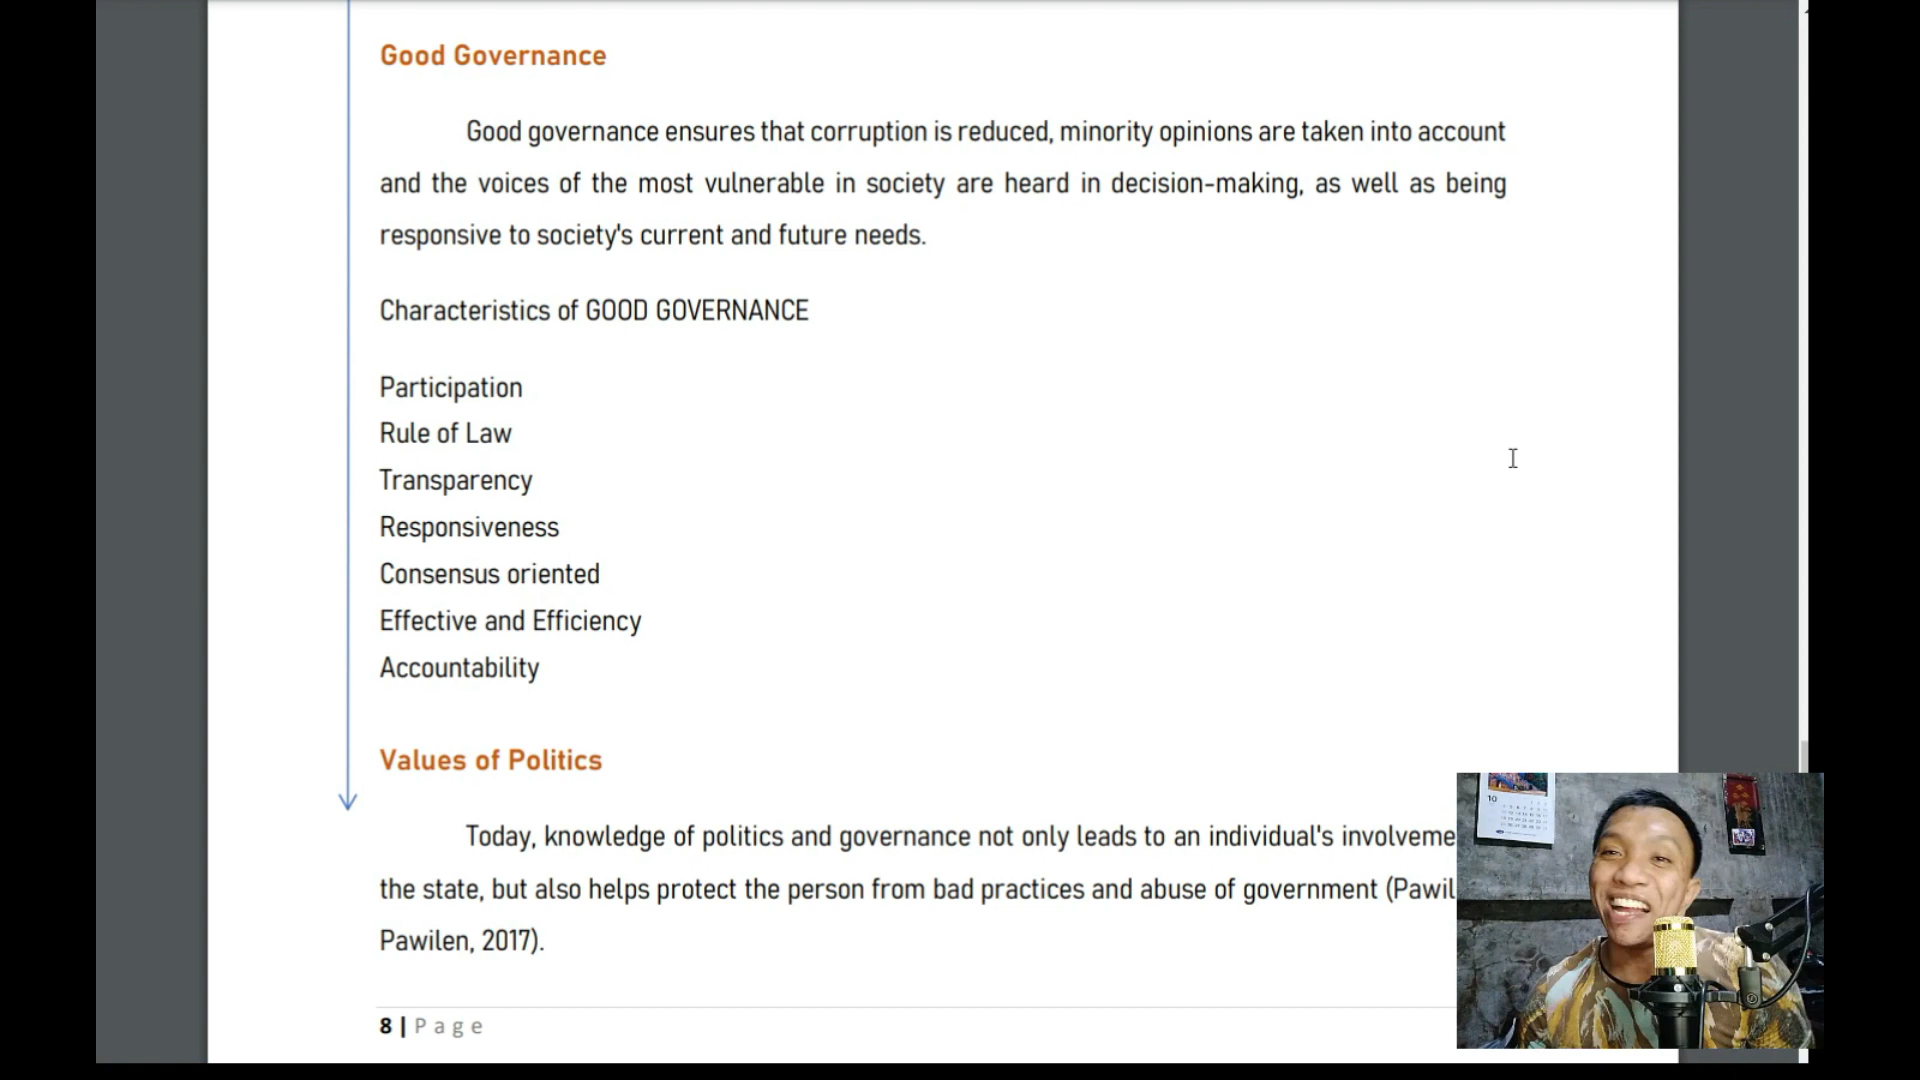 Good Governance
Good governance ensures that corruption is reduced, minority opinions are taken into account
and the voices of the most vulnerable in society are heard in decision-making, as well as being
responsive to society's current and future needs.
Characteristics of GOOD GOVERNANCE
Participation
Rule of Law
Transparency
Responsiveness
Consensus oriented
Effective and Efficiency
Accountability
Values of Politics
Today, knowledge of politics and governance not only leads to an individual's
the state, but also helps protect the person from bad practices and abuse of government
Pawilen, 2017).
8 | Page
10